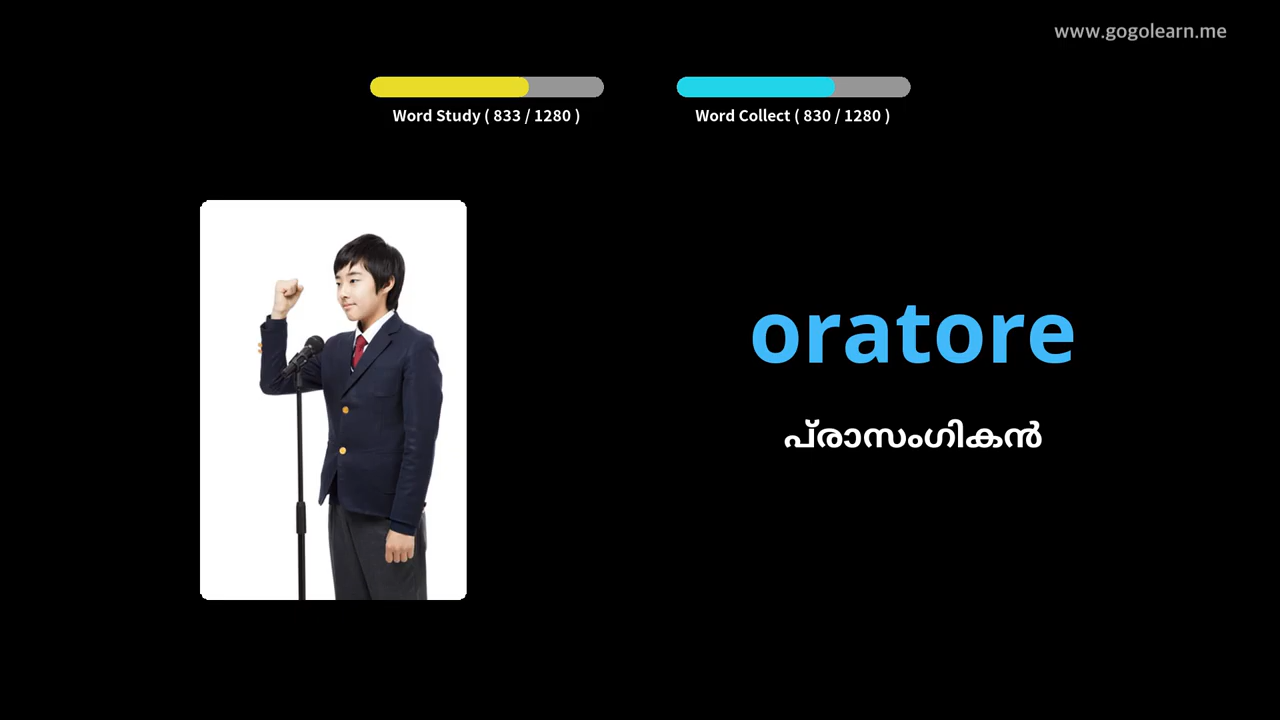 www.gogolearn.me
Word Study ( 833 / 1280 )
Word Collect ( 830 / 1280 )
oratore
പ്രാസംഗികൻ